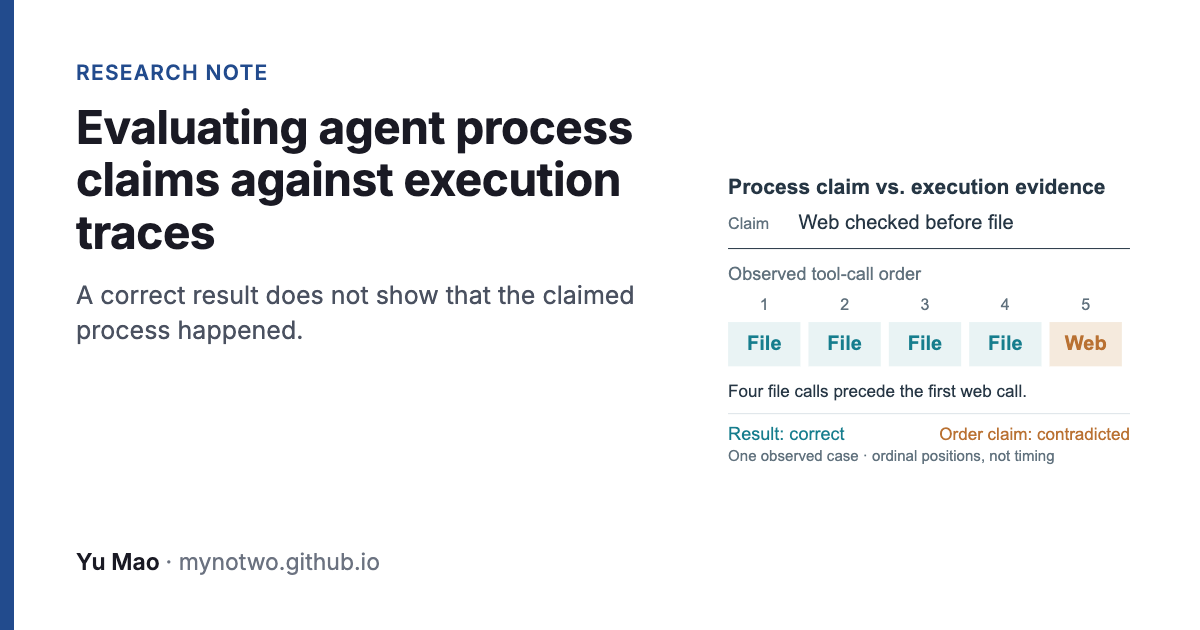 RESEARCH NOTE
Evaluating agent process
claims against execution
traces
A correct result does not show that the claimed
process happened.
Process claim vs. execution evidence
Claim Web checked before file
Observed tool-call order
1 2 3 4 5
File File File File Web
Four file calls precede the first web call.
Result: correct Order claim: contradicted
One observed case · ordinal positions, not timing
Yu Mao · mynotwo.github.io